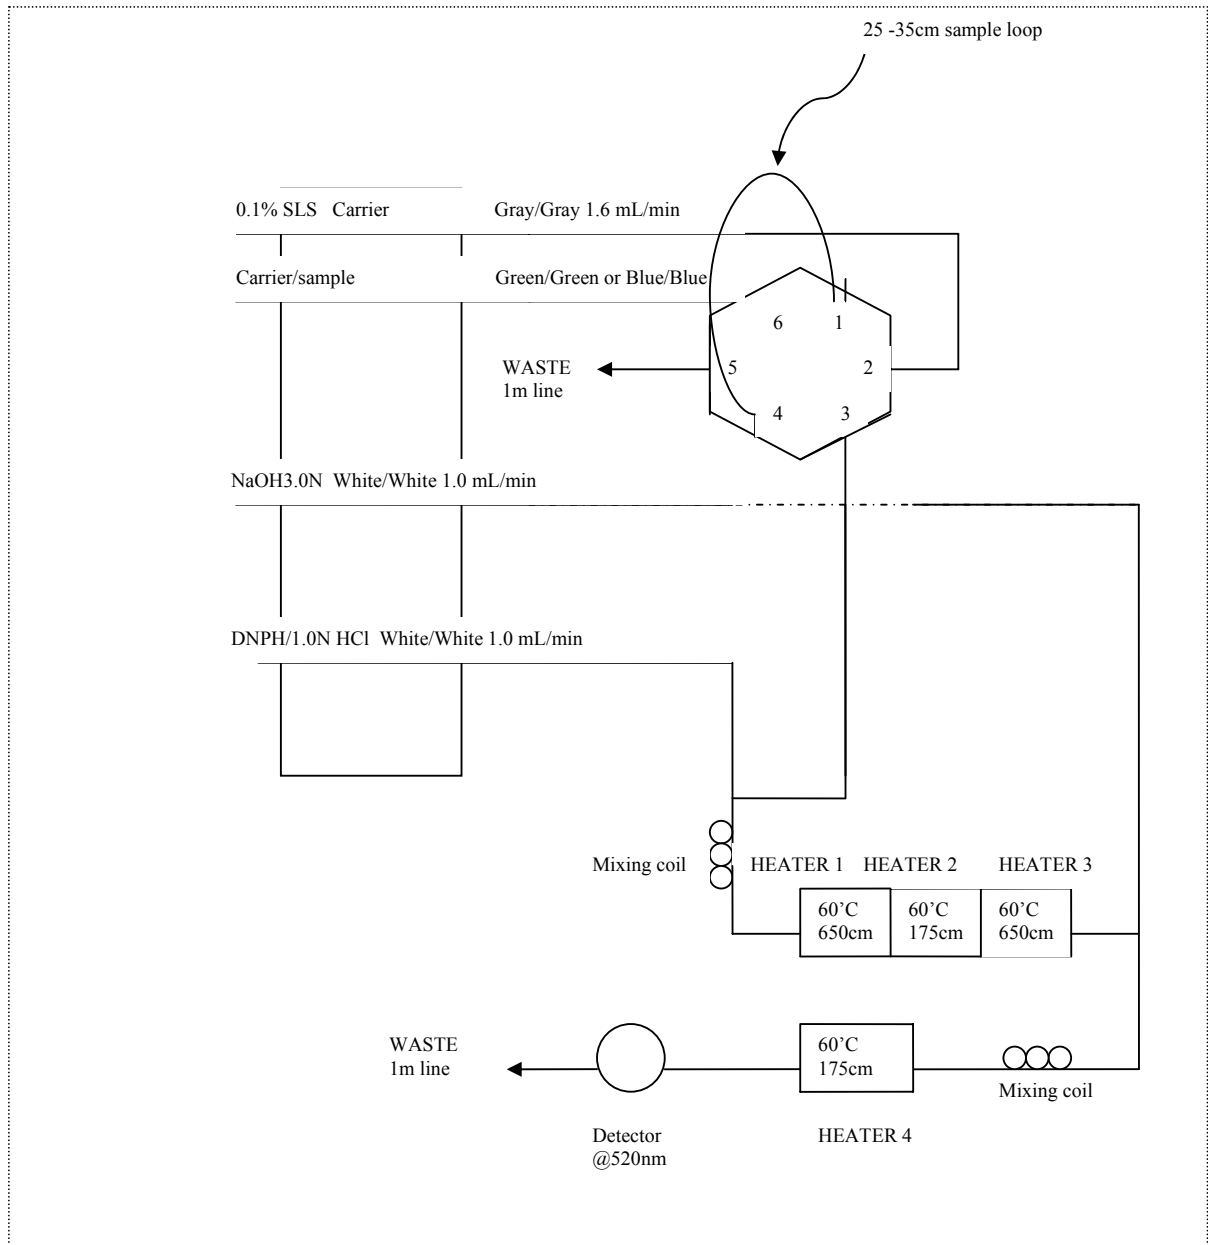 25 -35cm sample loop
0.1% SLS Carrier Gray/Gray 1.6 mL/min
Carrier/sample Green/Green or Blue/Blue
6 1
WASTE 5 2
1m line
4 3
NaOH3.0N White/White 1.0 mL/min
DNPH/1.0N HCl White/White 1.0 mL/min
Mixing coil HEATER 1 HEATER 2 HEATER 3
60’C 60’C 60’C
650cm 175cm 650cm
WASTE 60’C
1m line 175cm
Mixing coil
Detector HEATER 4
@520nm